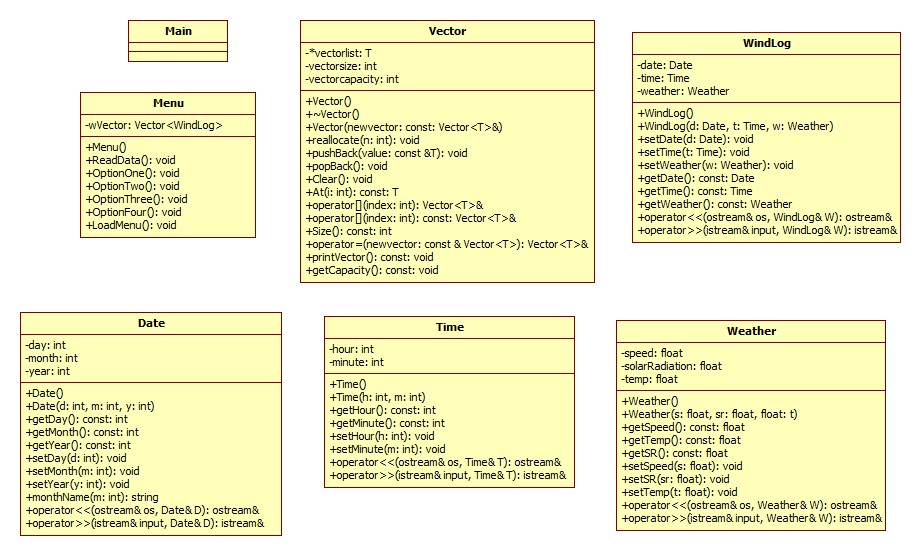 Main
Menu
-wVector: Vector<WindLog>
+Menu()
+ReadData(): void
+OptionOne(): void
+OptionTwo(): void
+OptionThree(): void
+OptionFour(): void
+LoadMenu(): void
Vector
-*vectorlist: T
-vectorsize: int
-vectorcapacity: int
+Vector()
+~Vector()
+Vector(newvector: const: Vector<T>&)
+reallocate(n: int): void
+pushBack(value: const &T): void
+popBack(): void
+Clear(): void
+At(i: int): const: T
+operator[](index: int): Vector<T>&
+operator[](index: int): const: Vector<T>&
+Size(): const: int
+operator=(newvector: const & Vector<T>): Vector<T>&
+printVector(): const: void
+getCapacity(): const: void
WindLog
-date: Date
-time: Time
-weather: Weather
+WindLog()
+WindLog(d: Date, t: Time, w: Weather)
+setDate(d: Date): void
+setTime(t: Time): void
+setWeather(w: Weather): void
+getDate(): const: Date
+getTime(): const: Time
+getWeather(): const: Weather
+operator<<(ostream& os, WindLog& W): ostream&
+operator>>(istream& input, WindLog& W): istream&
Date
-day: int
-month: int
-year: int
+Date()
+Date(d: int, m: int, y: int)
+getDay(): const: int
+getMonth(): const: int
+getYear(): const: int
+setDay(d: int): void
+setMonth(m: int): void
+setYear(y: int): void
+monthName(m: int): string
+operator<<(ostream& os, Date& D): ostream&
+operator>>(istream& input, Date& D): istream&
Time
-hour: int
-minute: int
+Time()
+Time(h: int, m: int)
+getHour(): const: int
+getMinute(): const: int
+setHour(h: int): void
+setMinute(m: int): void
+operator<<(ostream& os, Time& T): ostream&
+operator>>(istream& input, Time& T): istream&
Weather
-speed: float
-solarRadiation: float
-temp: float
+Weather()
+Weather(s: float, sr: float, float: t)
+getSpeed(): const: float
+getTemp(): const: float
+getSR(): const: float
+setSpeed(s: float): void
+setSR(sr: float): void
+setTemp(t: float): void
+operator<<(ostream& os, Weather& W): ostream&
+operator>>(istream& input, Weather& W): istream&